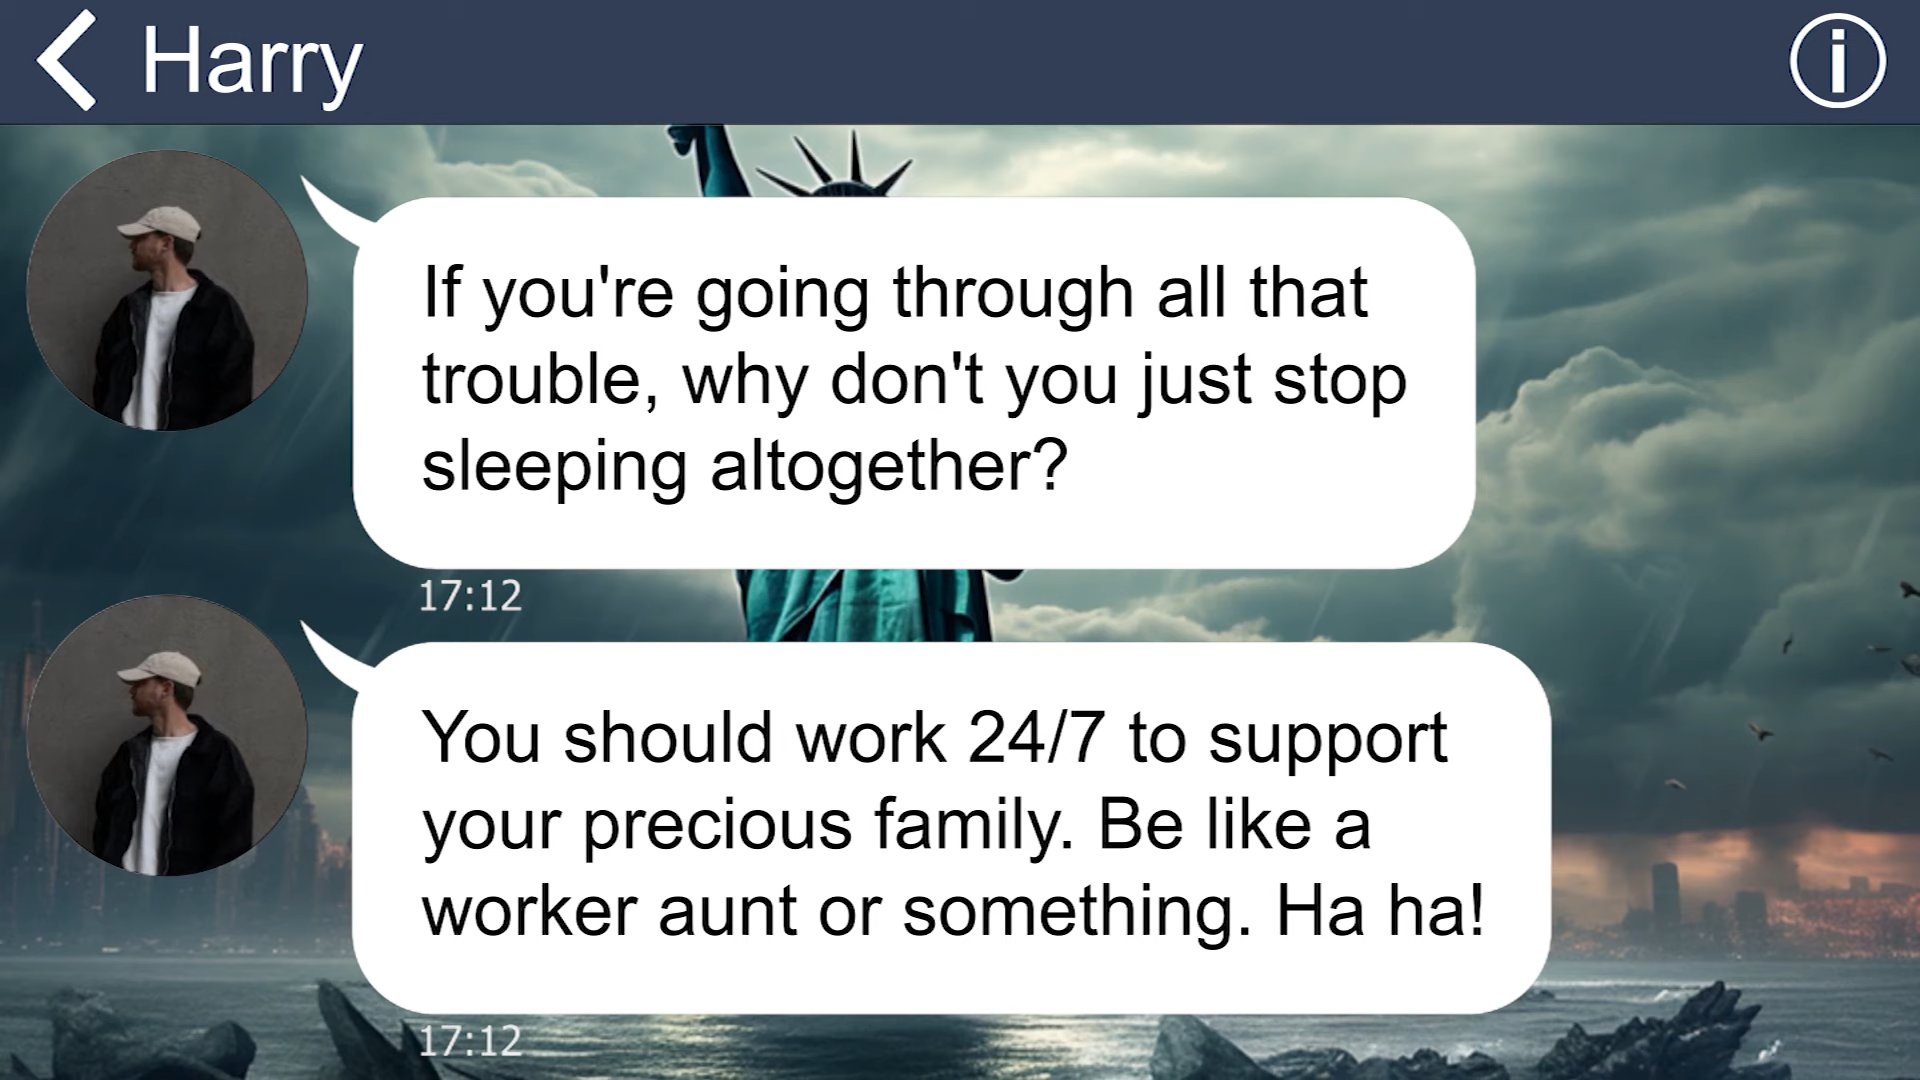 Harry
If you're going through all that
trouble, why don't you just stop
sleeping altogether?
17:12
You should work 24/7 to support
your precious family. Be like a
worker aunt or something. Ha ha!
17:12